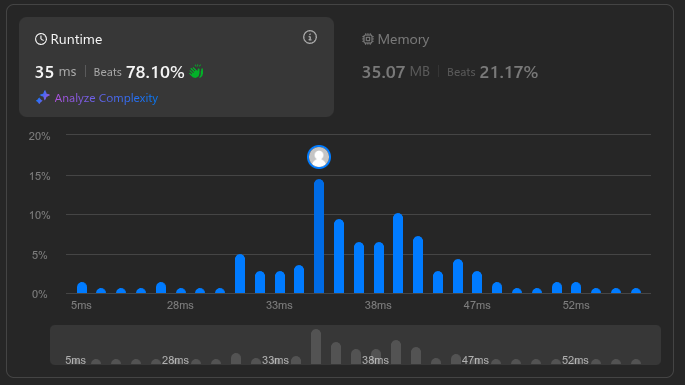 Runtime
Memory
35 ms | Beats 78.10%
35.07 MB | Beats 21.17%
Analyze Complexity
20%
15%
10%
5%
0%
5ms 28ms 33ms 38ms 47ms 52ms
5ms 28ms 33ms 38ms 47ms 52ms